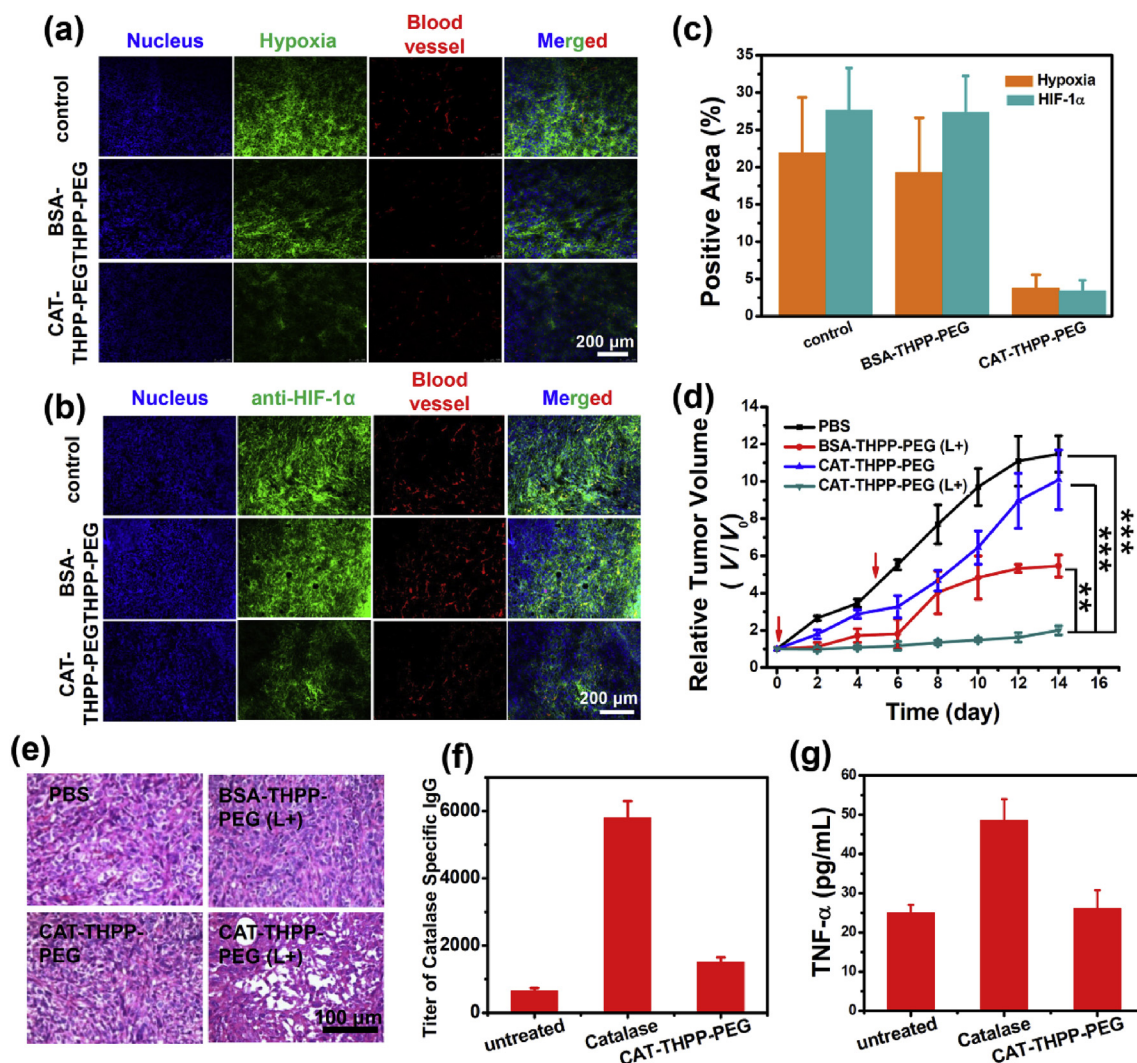 (a)
Nucleus Hypoxia Blood vessel Merged
control
BSA-THPP-PEG
CAT-THPP-PEG
200 μm
(b)
Nucleus anti-HIF-1α Blood vessel Merged
control
BSA-THPP-PEG
CAT-THPP-PEG
200 μm
(c)
Positive Area (%)
35
30
25
20
15
10
5
0
Hypoxia
HIF-1α
control BSA-THPP-PEG CAT-THPP-PEG
(d)
Relative Tumor Volume
( V/V0 )
14
12
10
8
6
4
2
0
PBS
BSA-THPP-PEG (L+)
CAT-THPP-PEG
CAT-THPP-PEG (L+)
**
***
***
0 2 4 6 8 10 12 14 16
Time (day)
(e)
PBS
BSA-THPP-
PEG (L+)
CAT-THPP-
PEG
CAT-THPP-
PEG (L+)
100 μm
(f)
Titer of Catalase Specific IgG
6000
4000
2000
0
untreated Catalase CAT-THPP-PEG
(g)
TNF-α (pg/mL)
60
50
40
30
20
10
0
untreated Catalase CAT-THPP-PEG